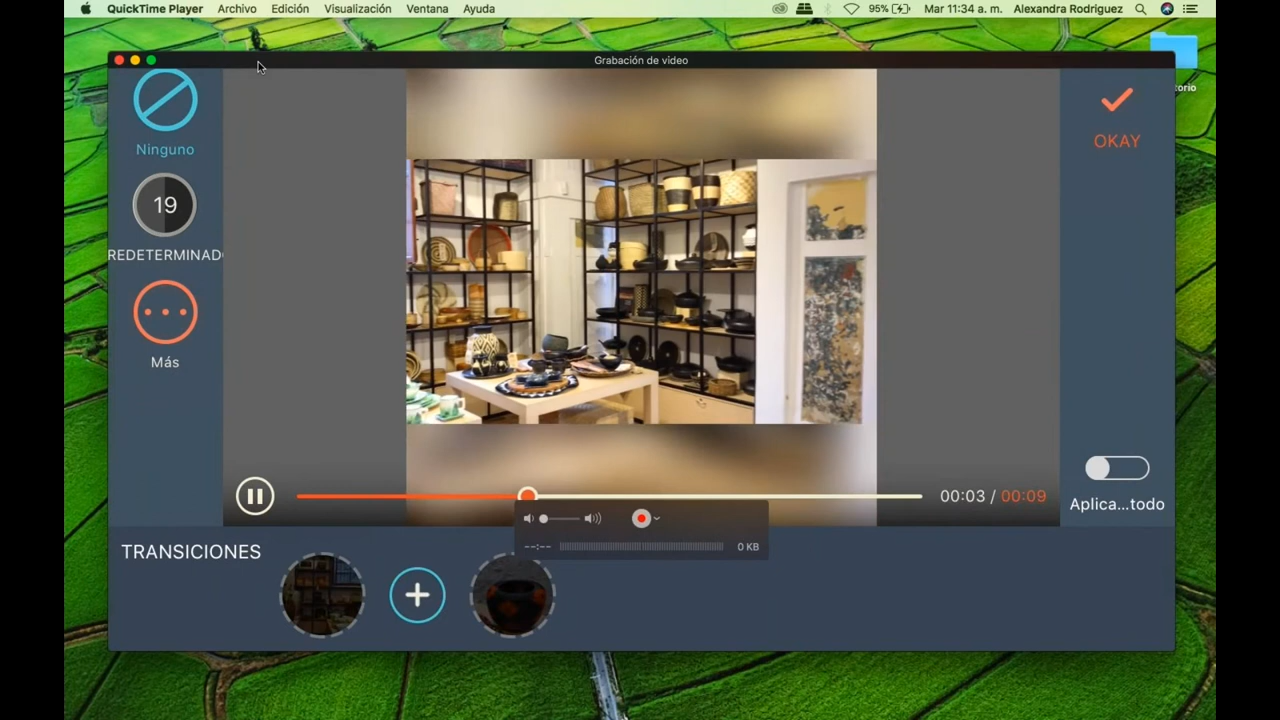 QuickTime Player Archivo Edición Visualización Ventana Ayuda 95% Mar 11:34 a. m. Alexandra Rodriguez
Grabación de video
torio
Ninguno
OKAY
19
REDETERMINAD
Más
00:03 / 00:09
Aplica...todo
--:-- 0 KB
TRANSICIONES